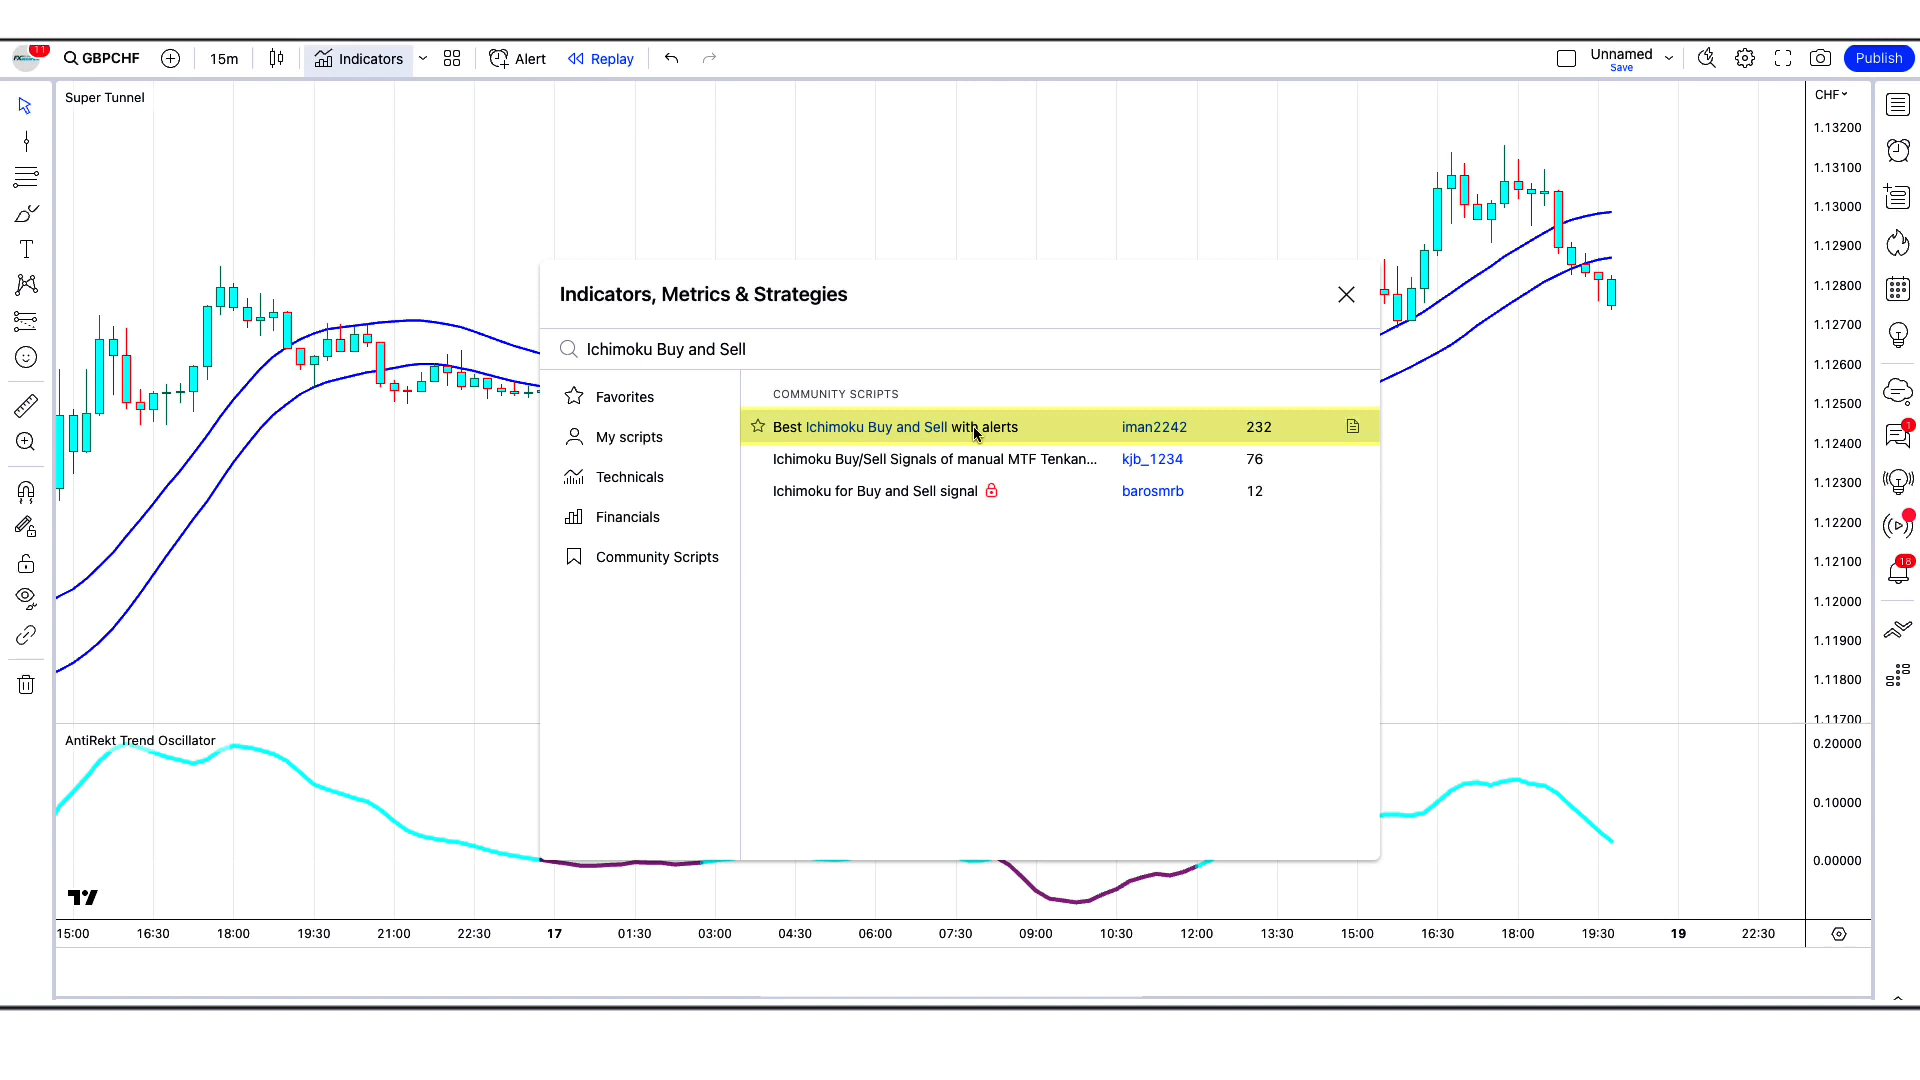 11
GBPCHF
15m
Indicators
Alert
Replay
Unnamed
Save
Publish
Super Tunnel
CHF
1.13200
1.13100
1.13000
1.12900
1.12800
1.12700
1.12600
1.12500
1.12400
1.12300
1.12200
1.12100
1.12000
1.11900
1.11800
1.11700
Indicators, Metrics & Strategies
Ichimoku Buy and Sell
Favorites
My scripts
Technicals
Financials
Community Scripts
COMMUNITY SCRIPTS
Best Ichimoku Buy and Sell with alerts iman2242 232
Ichimoku Buy/Sell Signals of manual MTF Tenkan... kjb_1234 76
Ichimoku for Buy and Sell signal barosmrb 12
1
18
AntiRekt Trend Oscillator
0.20000
0.10000
0.00000
15:00 16:30 18:00 19:30 21:00 22:30 17 01:30 03:00 04:30 06:00 07:30 09:00 10:30 12:00 13:30 15:00 16:30 18:00 19:30 19 22:30